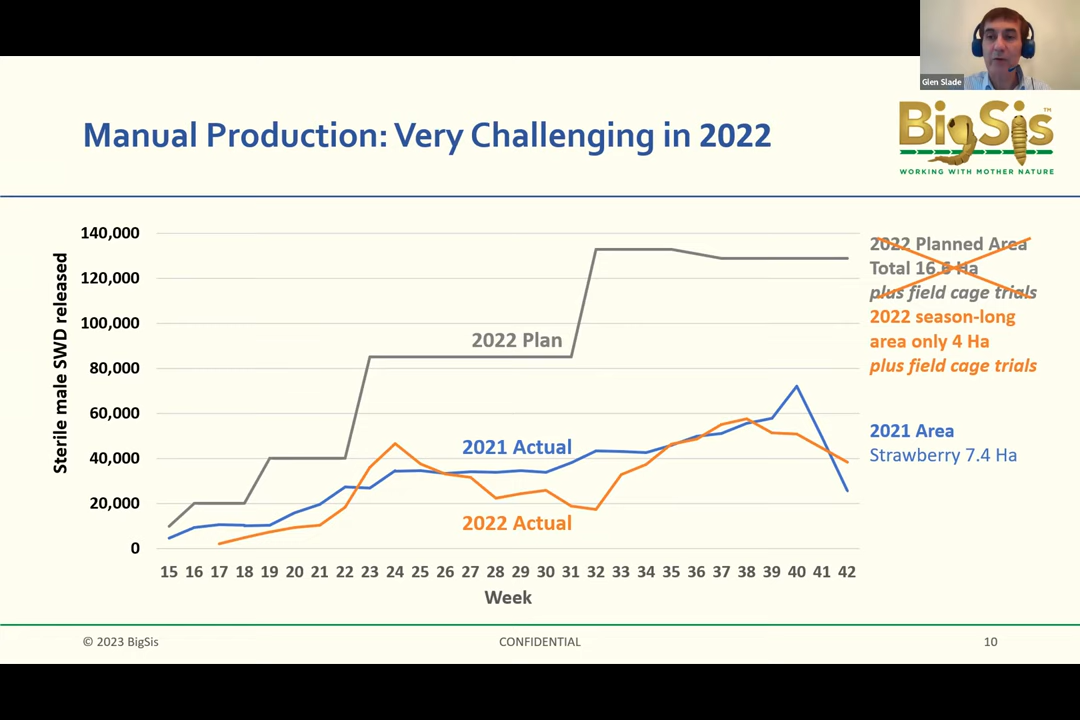 Glen Slade
Manual Production: Very Challenging in 2022
BigSis™
WORKING WITH MOTHER NATURE
Sterile male SWD released
140,000
120,000
100,000
80,000
60,000
40,000
20,000
0
2022 Plan
2021 Actual
2022 Actual
2022 Planned Area
Total 16.6 Ha
plus field cage trials
2022 season-long
area only 4 Ha
plus field cage trials
2021 Area
Strawberry 7.4 Ha
15 16 17 18 19 20 21 22 23 24 25 26 27 28 29 30 31 32 33 34 35 36 37 38 39 40 41 42
Week
© 2023 BigSis
CONFIDENTIAL
10